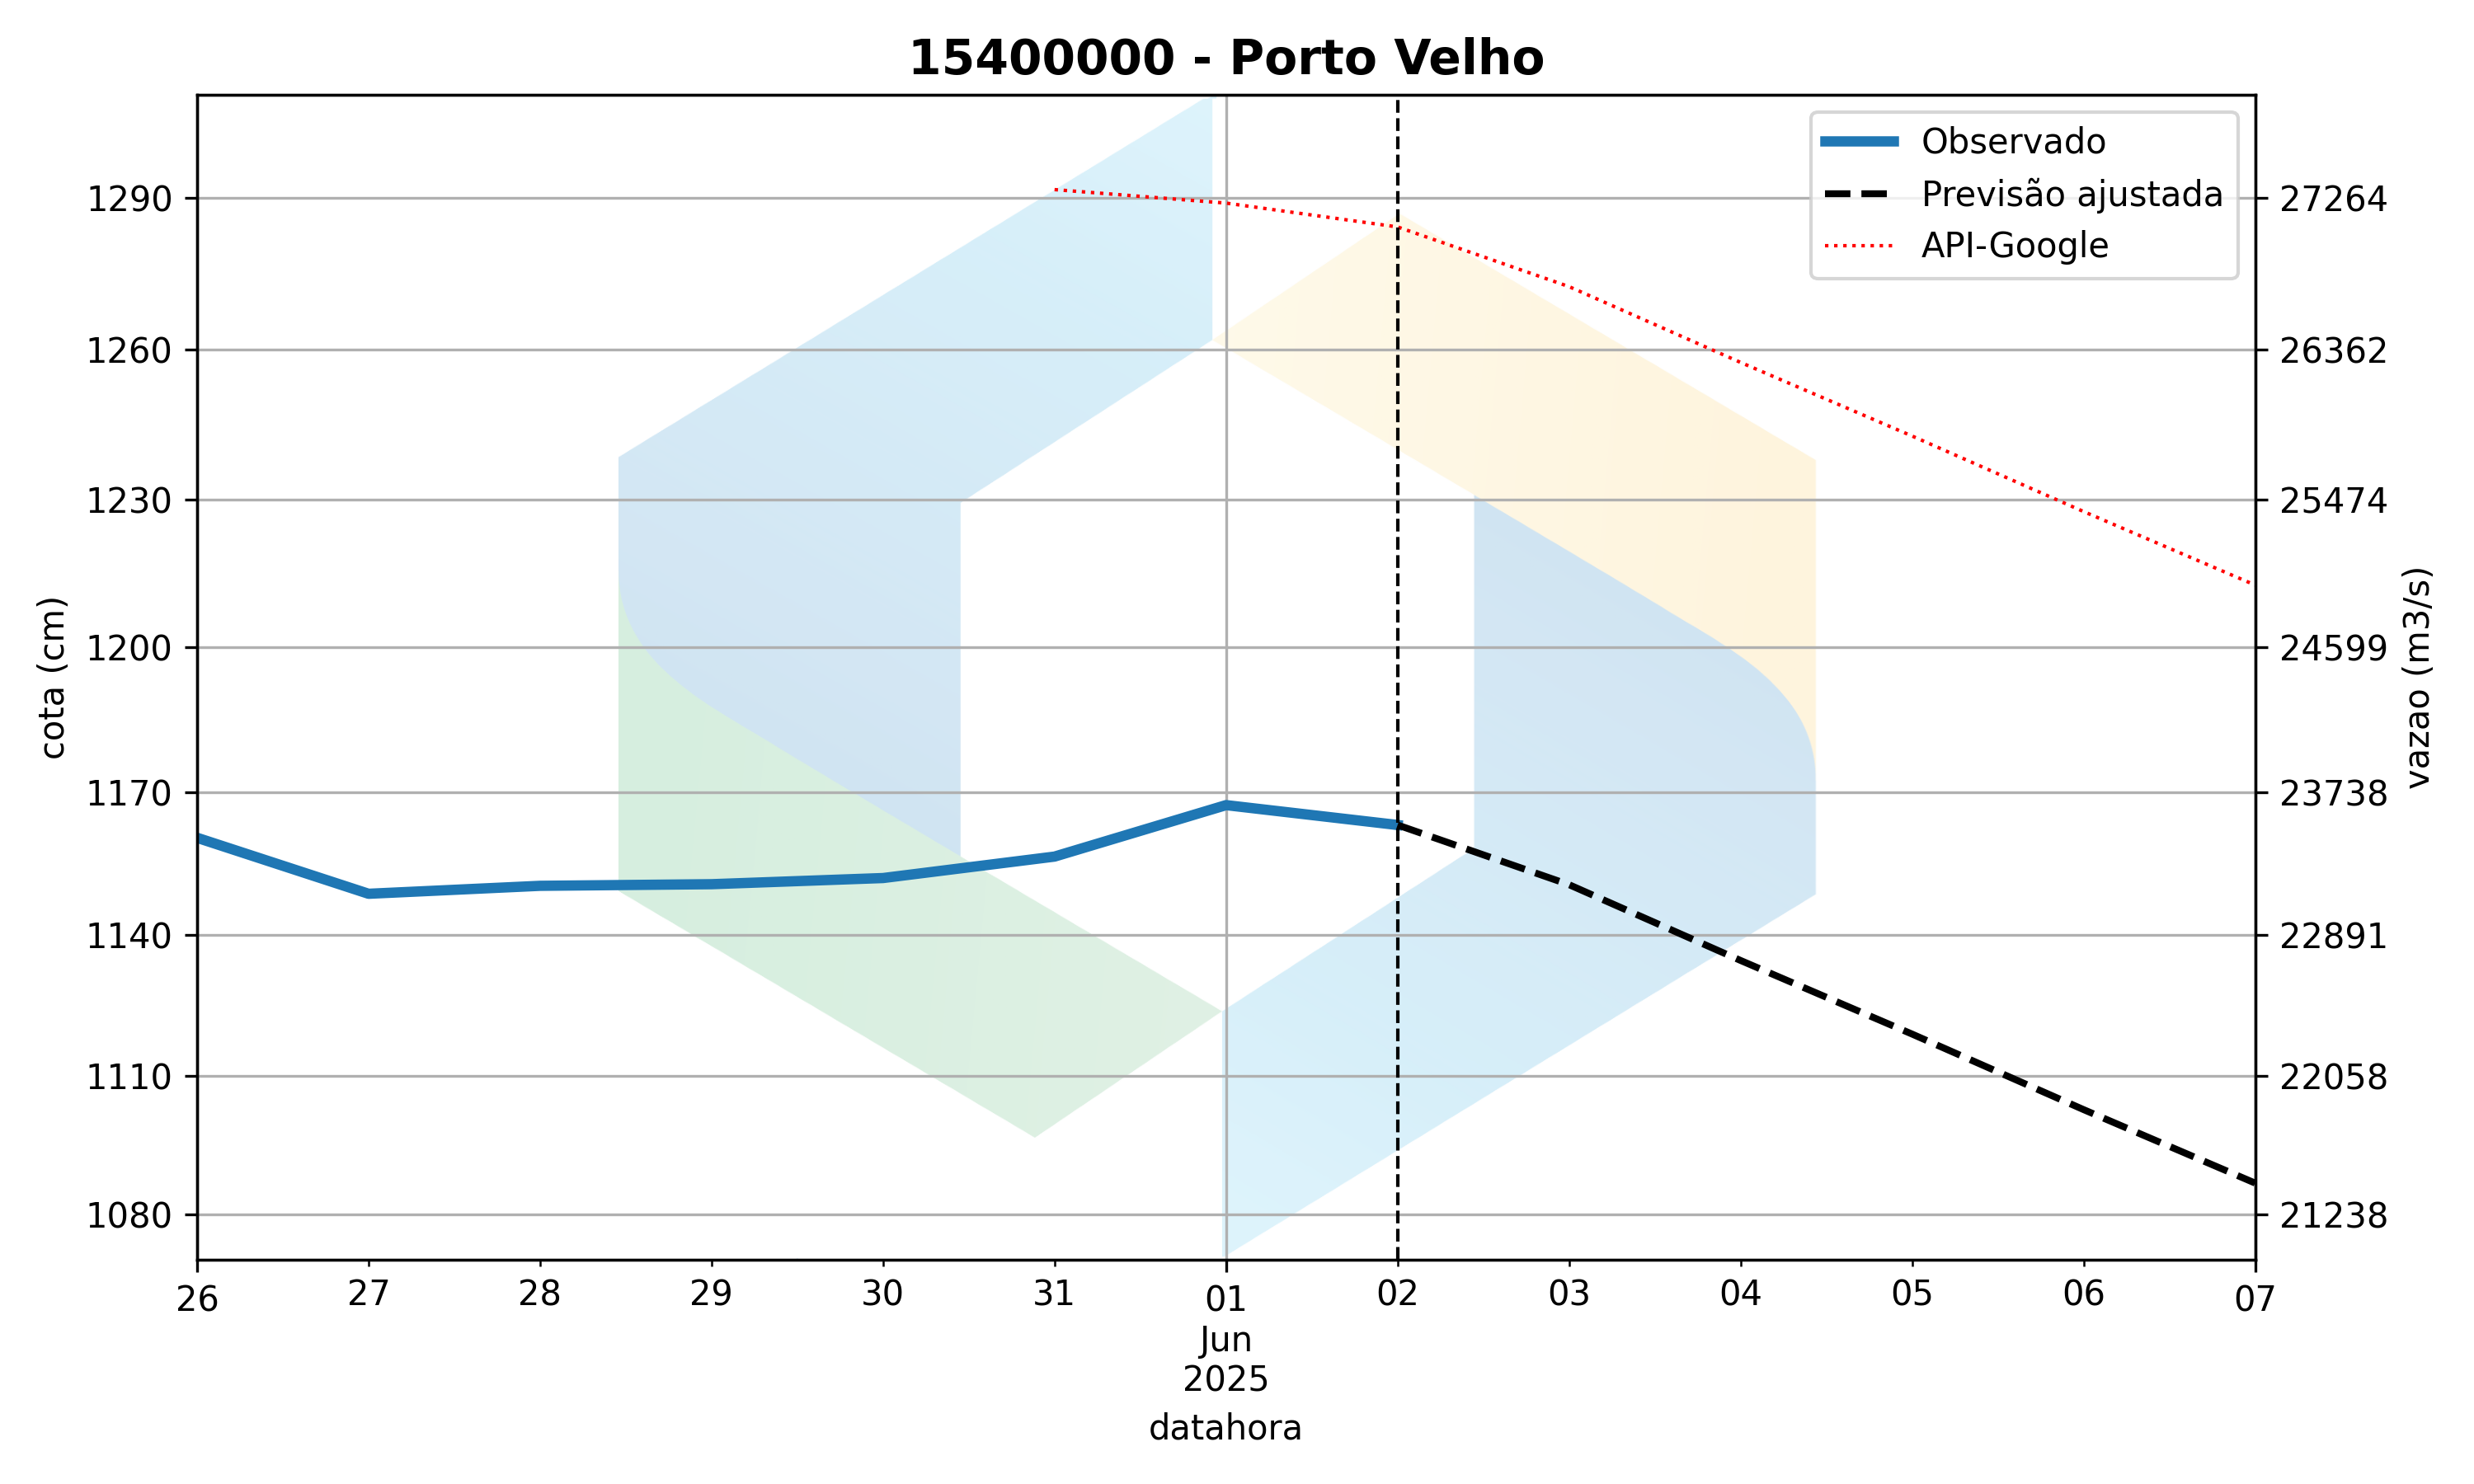 15400000 - Porto Velho
Observado
Previsão ajustada
API-Google
1290
1260
1230
1200
1170
1140
1110
1080
cota (cm)
27264
26362
25474
24599
23738
22891
22058
21238
vazao (m3/s)
26 27 28 29 30 31 01 02 03 04 05 06 07
Jun
2025
datahora